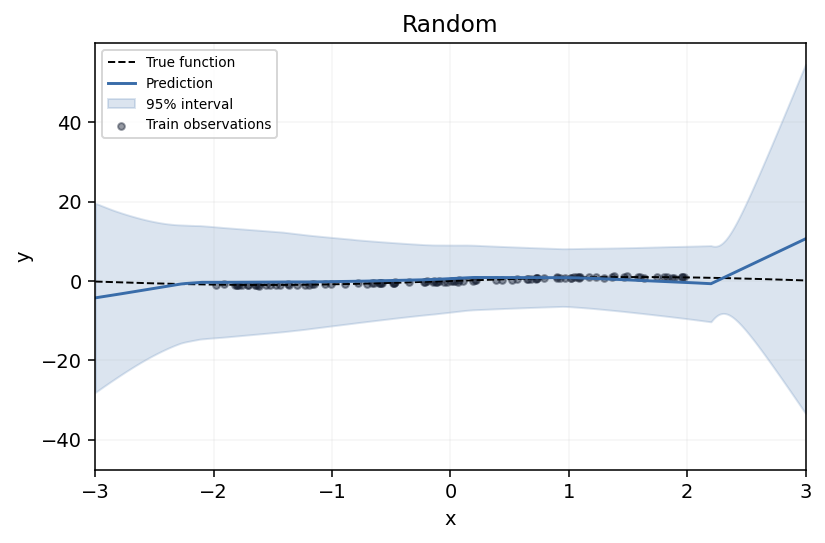 Random
True function
Prediction
95% interval
Train observations
y
40
20
0
−20
−40
−3
−2
−1
0
1
2
3
x